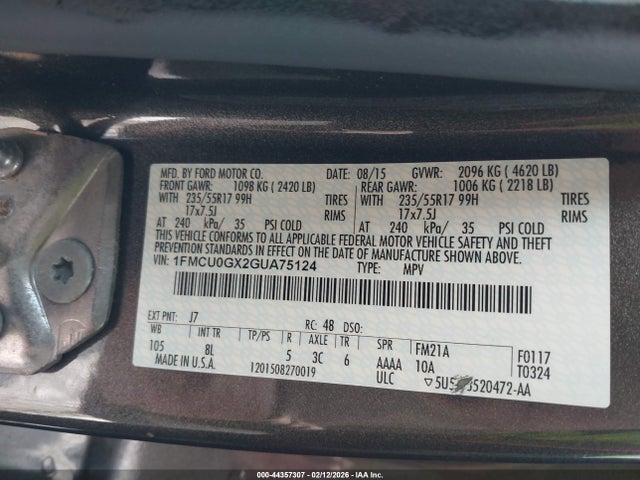 MFD. BY FORD MOTOR CO. DATE: 08/15 GVWR: 2096 KG ( 4620 LB)
FRONT GAWR: 1098 KG ( 2420 LB) REAR GAWR: 1006 KG ( 2218 LB)
WITH 235/55R17 99H TIRES WITH 235/55R17 99H TIRES
17x7.5J RIMS 17x7.5J RIMS
AT 240 kPa/ 35 PSI COLD AT 240 kPa/ 35 PSI COLD
THIS VEHICLE CONFORMS TO ALL APPLICABLE FEDERAL MOTOR VEHICLE SAFETY AND THEFT
PREVENTION STANDARDS IN EFFECT ON THE DATE OF MANUFACTURE SHOWN ABOVE.
VIN: 1FMCU0GX2GUA75124 TYPE: MPV
EXT PNT: J7 RC: 48 DSO:
WB INT TR TP/PS R AXLE TR SPR FM21A F0117
105 8L 5 3C 6 AAAA 10A T0324
MADE IN U.S.A. 1201508270019 ULC 520472-AA
000-44357307 - 02/12/2026 - IAA Inc.